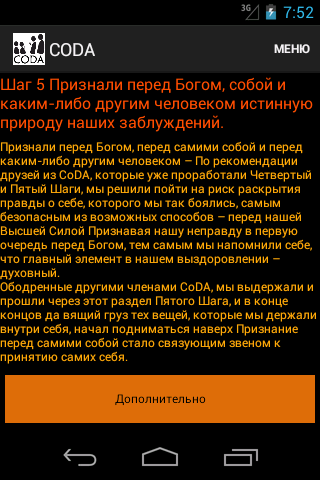 3G 7:52
CODA CODA МЕНЮ
Шаг 5 Признали перед Богом, собой и
каким-либо другим человеком истинную
природу наших заблуждений.
Признали перед Богом, перед самими собой и перед
каким-либо другим человеком – По рекомендации
друзей из CoDA, которые уже проработали Четвертый
и Пятый Шаги, мы решили пойти на риск раскрытия
правды о себе, которого мы так боялись, самым
безопасным из возможных способов – перед нашей
Высшей Силой Признавая нашу неправду в первую
очередь перед Богом, тем самым мы напомнили себе,
что главный элемент в нашем выздоровлении –
духовный.
Ободренные другими членами CoDA, мы выдержали и
прошли через этот раздел Пятого Шага, и в конце
концов да вящий груз тех вещей, которые мы держали
внутри себя, начал подниматься наверх Признание
перед самими собой стало связующим звеном к
принятию самих себя.
Дополнительно